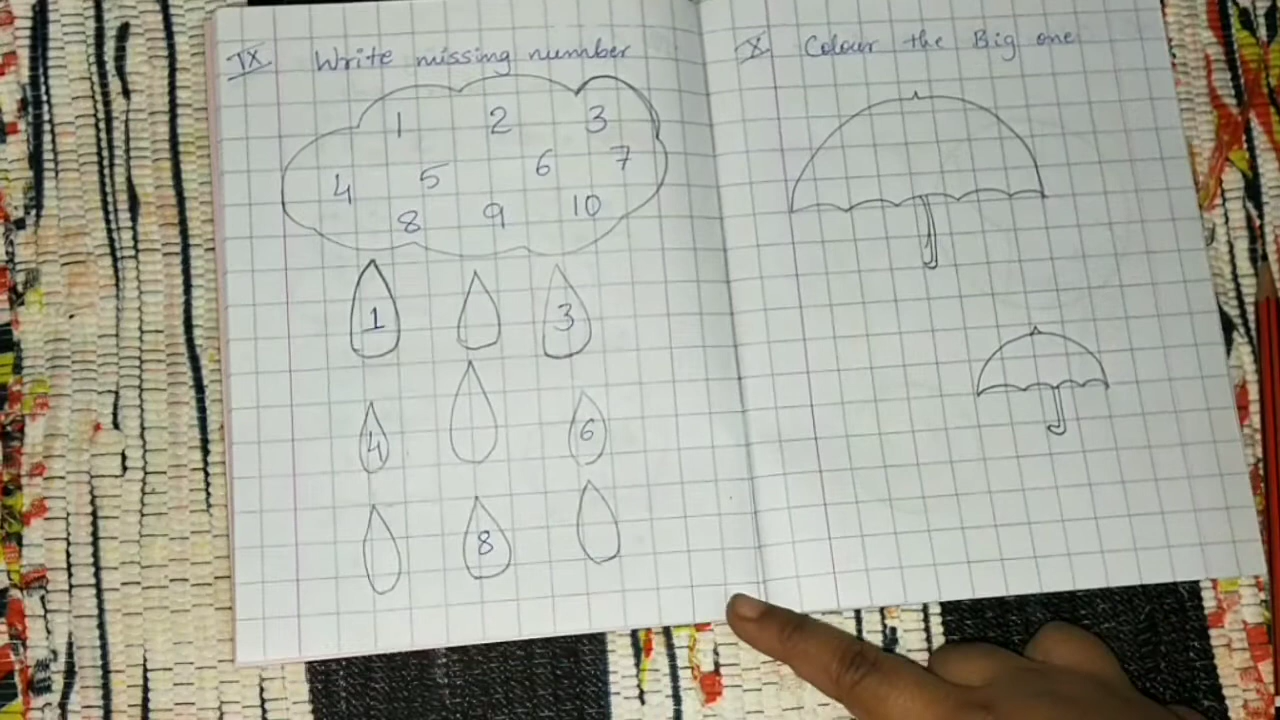 IX Write missing number
1 2 3
4 5 6 7
8 9 10
1 3
4 6
8
X Colour the Big one